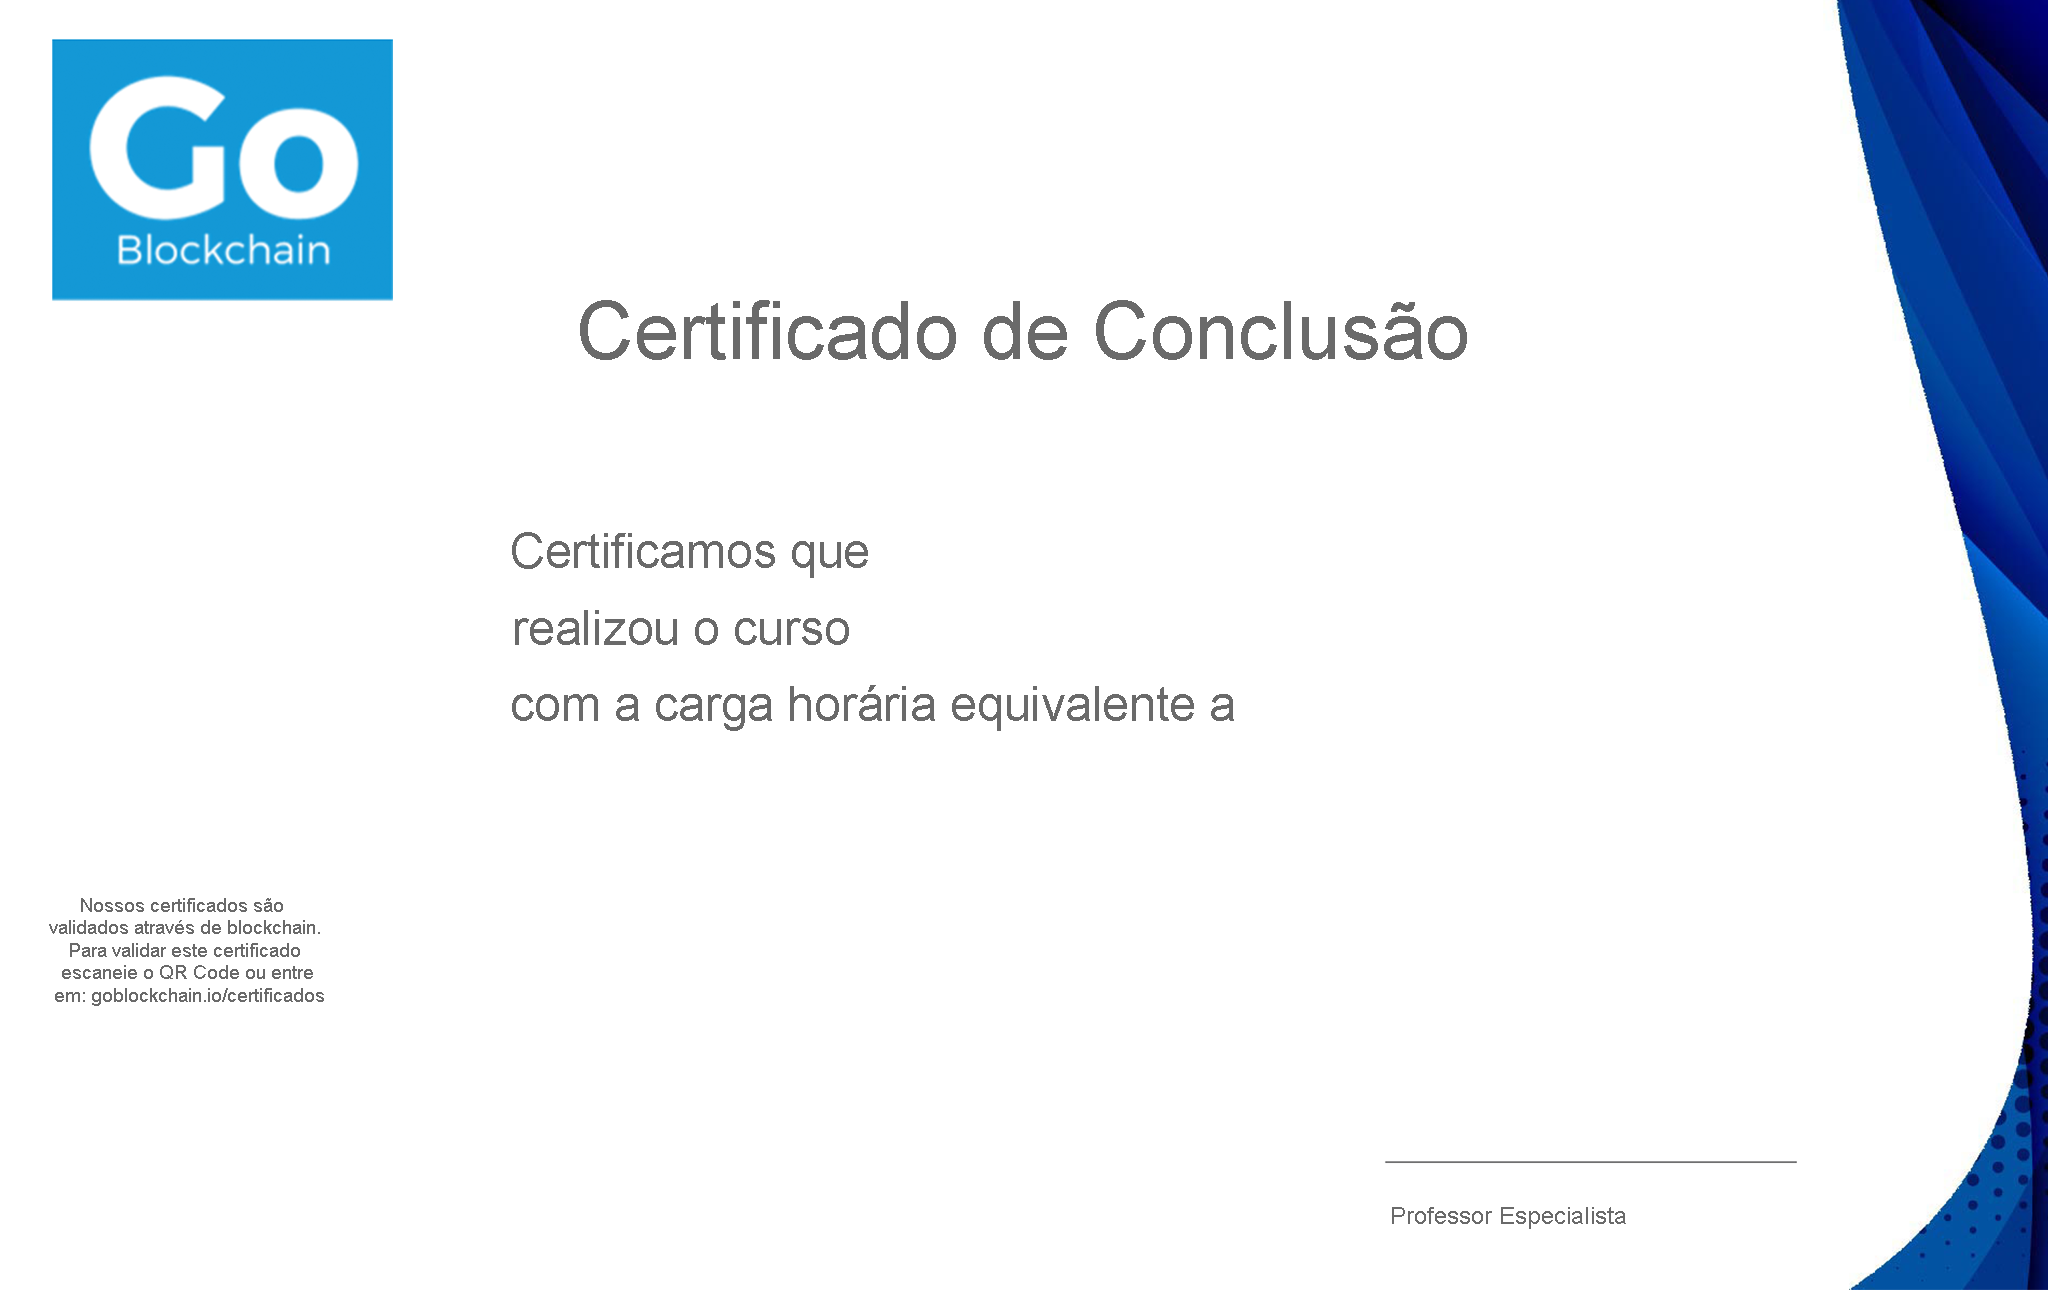 Go
Blockchain
Certificado de Conclusão
Certificamos que
realizou o curso
com a carga horária equivalente a
Nossos certificados são
validados através de blockchain.
Para validar este certificado
escaneie o QR Code ou entre
em: goblockchain.io/certificados
Professor Especialista